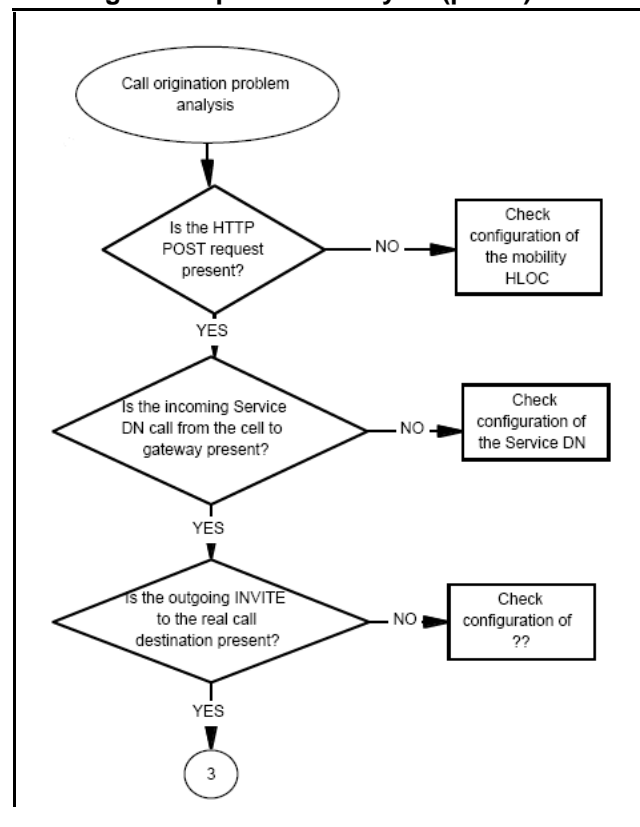 Call origination problem
analysis
Is the HTTP
POST request
present?
NO
Check
configuration of
the mobility
HLOC
YES
Is the incoming Service
DN call from the cell to
gateway present?
NO
Check
configuration of
the Service DN
YES
Is the outgoing INVITE
to the real call
destination present?
NO
Check
configuration of
??
YES
3